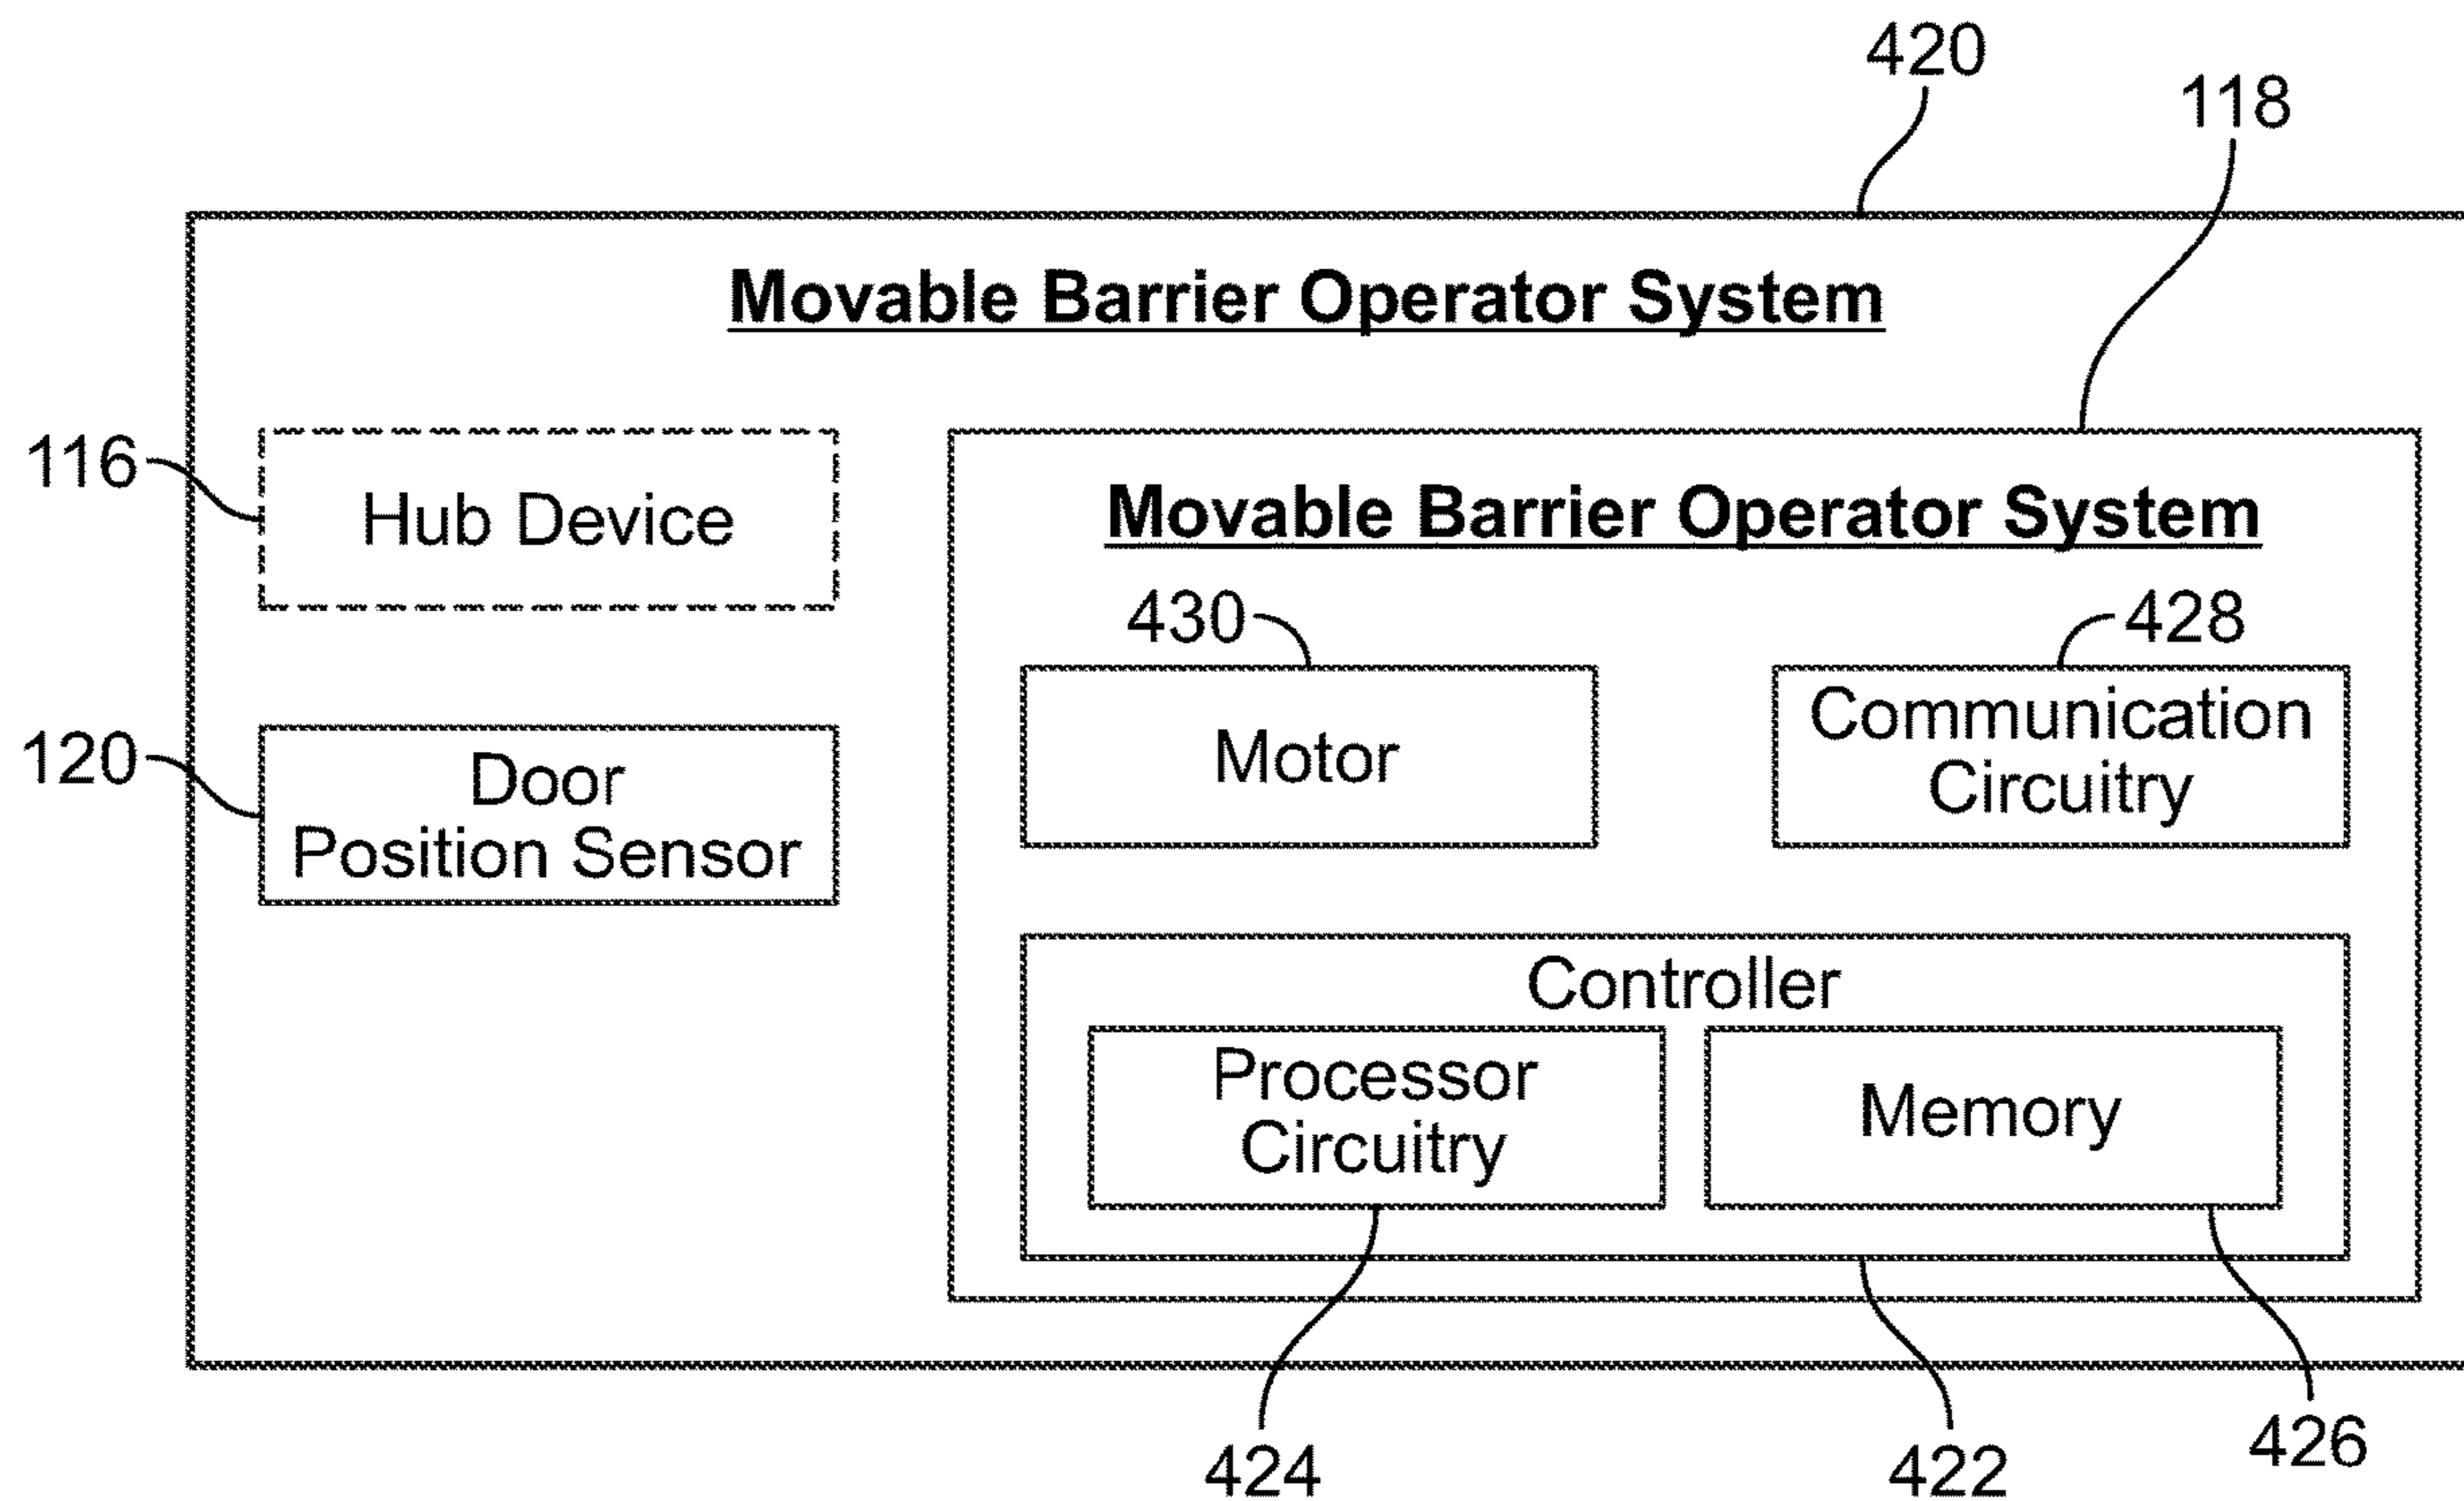 420
118
Movable Barrier Operator System
116
Hub Device
Movable Barrier Operator System
430
428
120
Door
Position Sensor
Motor
Communication
Circuitry
Controller
Processor
Circuitry
Memory
424
422
426